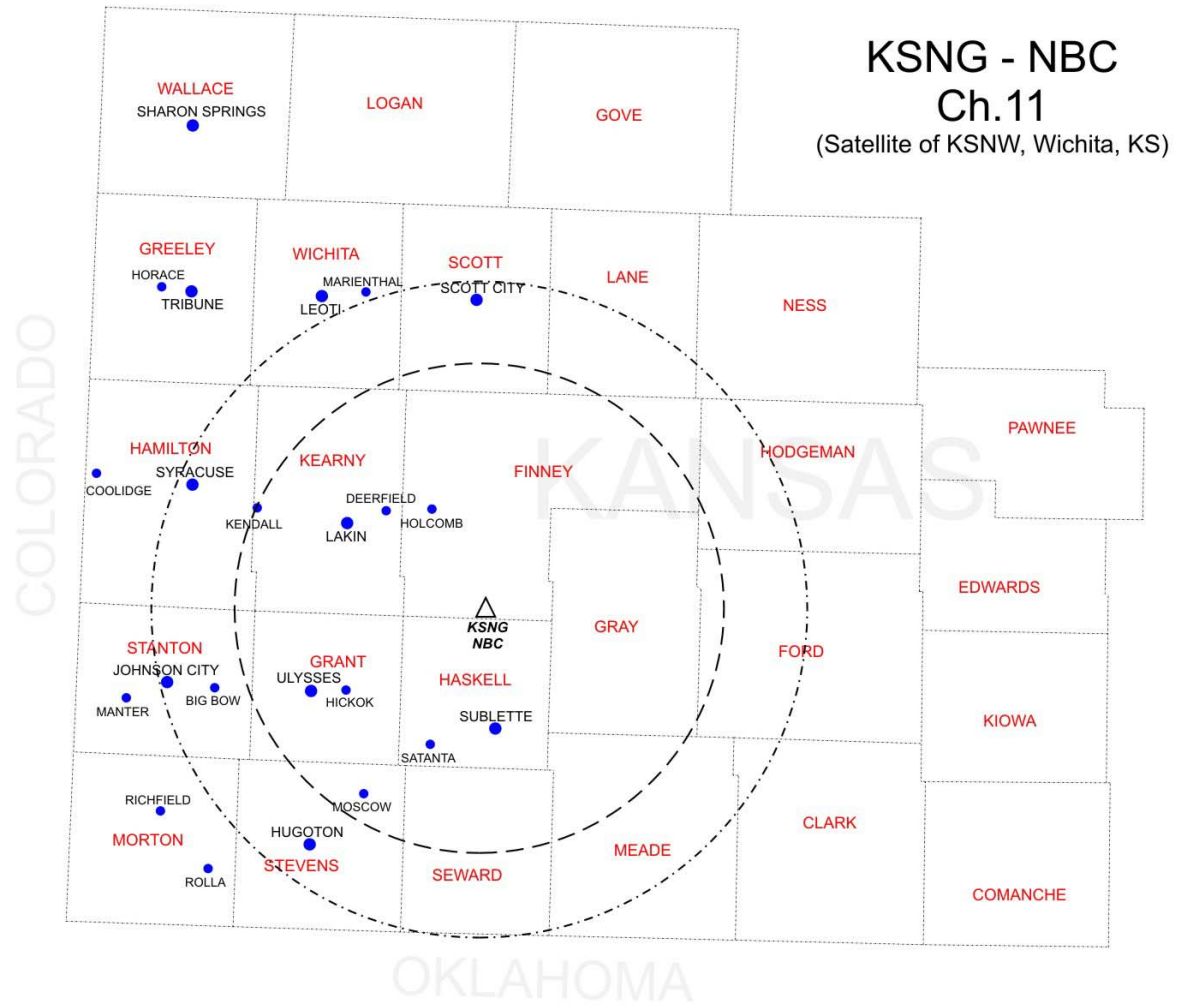 KSNG - NBC
Ch.11
(Satellite of KSNW, Wichita, KS)
WALLACE
SHARON SPRINGS
LOGAN
GOVE
GREELEY
HORACE
TRIBUNE
WICHITA
MARIENTHAL
LEOTI
SCOTT
SCOTT CITY
LANE
NESS
COLORADO
KANSAS
HAMILTON
SYRACUSE
COOLIDGE
KEARNY
KENDALL
DEERFIELD
LAKIN
HOLCOMB
FINNEY
HODGEMAN
PAWNEE
EDWARDS
KSNG
NBC
GRAY
FORD
STANTON
JOHNSON CITY
MANTER
BIG BOW
GRANT
ULYSSES
HICKOK
HASKELL
SUBLETTE
SATANTA
KIOWA
RICHFIELD
MORTON
ROLLA
MOSCOW
HUGOTON
STEVENS
SEWARD
MEADE
CLARK
COMANCHE
OKLAHOMA